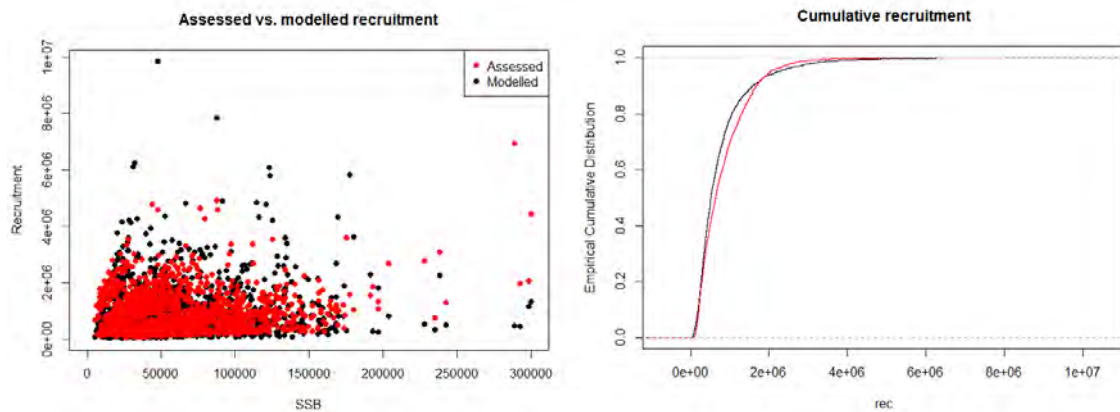 Assessed vs. modelled recruitment
Recruitment
1e+07
8e+06
6e+06
4e+06
2e+06
0e+00
Assessed
Modelled
0 50000 100000 150000 200000 250000 300000
SSB
Cumulative recruitment
Empirical Cumulative Distribution
1.0
0.8
0.6
0.4
0.2
0.0
0e+00 2e+06 4e+06 6e+06 8e+06 1e+07
rec